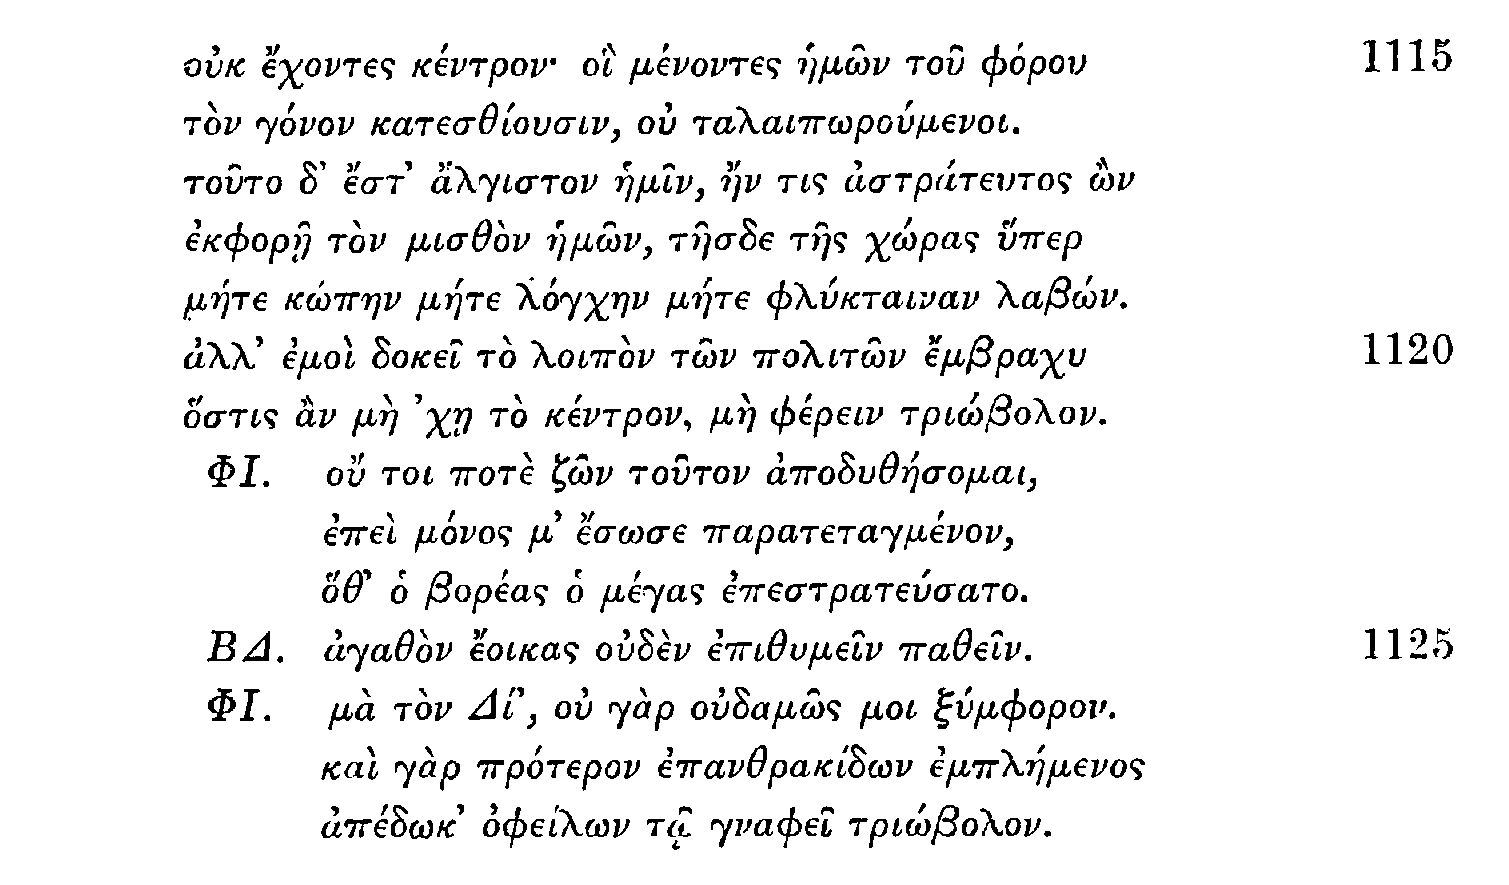 οὐκ ἔχοντες κέντρον· οἳ μένοντες ἡμῶν τοῦ φόρου 1115
τὸν γόνον κατεσθίουσιν, οὐ ταλαιπωρούμενοι.
τοῦτο δ' ἔστ' ἄλγιστον ἡμῖν, ἤν τις ἀστράτευτος ὢν
ἐκφορῇ τὸν μισθὸν ἡμῶν, τῆσδε τῆς χώρας ὕπερ
μήτε κώπην μήτε λόγχην μήτε φλύκταιναν λαβών.
ἀλλ' ἐμοὶ δοκεῖ τὸ λοιπὸν τῶν πολιτῶν ἔμβραχυ 1120
ὅστις ἂν μὴ 'χῃ τὸ κέντρον, μὴ φέρειν τριώβολον.
ΦΙ. οὔ τοι ποτὲ ζῶν τοῦτον ἀποδυθήσομαι,
ἐπεὶ μόνος μ' ἔσωσε παρατεταγμένον,
ὅθ' ὁ βορέας ὁ μέγας ἐπεστρατεύσατο.
ΒΔ. ἀγαθὸν ἔοικας οὐδὲν ἐπιθυμεῖν παθεῖν. 1125
ΦΙ. μὰ τὸν Δί', οὐ γὰρ οὐδαμῶς μοι ξύμφορον.
καὶ γὰρ πρότερον ἐπανθρακίδων ἐμπλήμενος
ἀπέδωκ' ὀφείλων τῷ γναφεῖ τριώβολον.